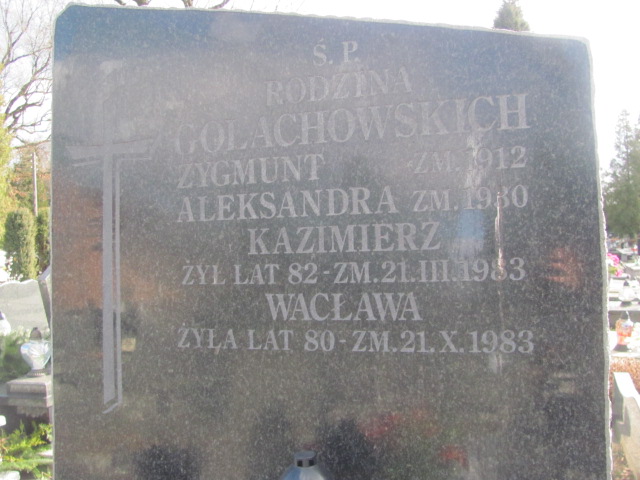 Ś. P.
RODZINA
GOLACHOWSKICH
ZYGMUNT ZM. 1912
ALEKSANDRA ZM. 1930
KAZIMIERZ
ŻYŁ LAT 82 - ZM. 21. III. 1983
WACŁAWA
ŻYŁA LAT 80 - ZM. 21. X. 1983